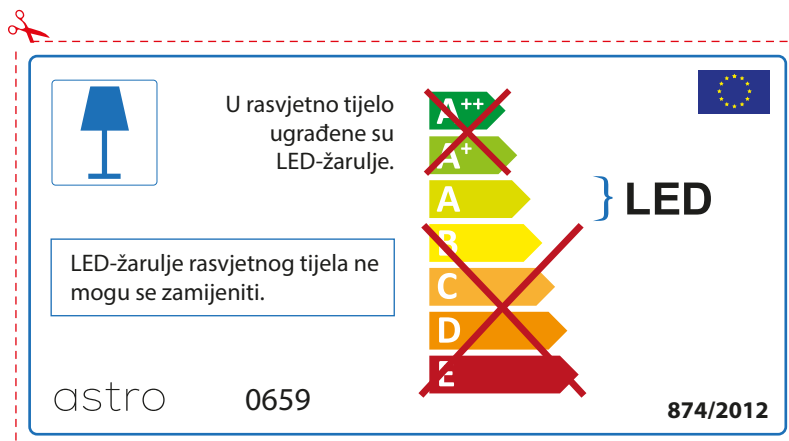 U rasvjetno tijelo
ugrađene su
LED-žarulje.
A++
A+
A
B
C
D
E
LED
LED-žarulje rasvjetnog tijela ne
mogu se zamijeniti.
astro
0659
874/2012